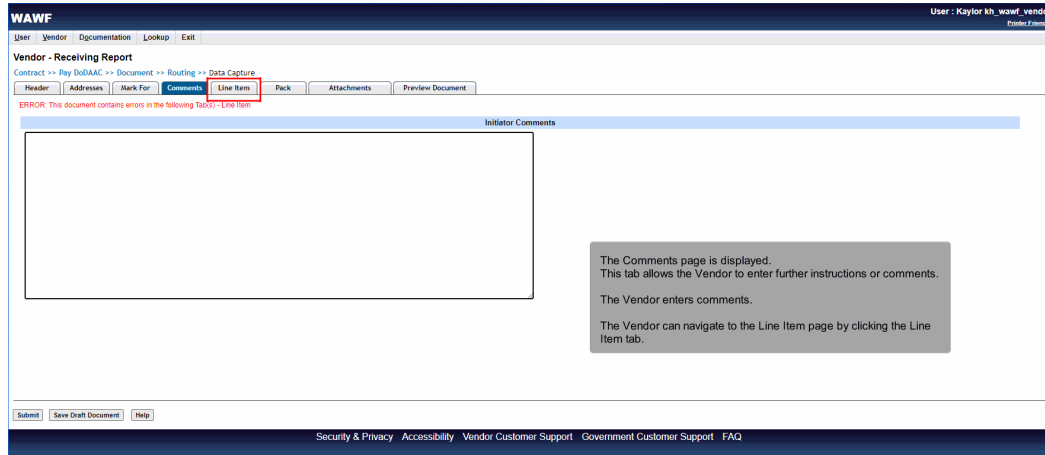 WAWF
User : Kaylor kh_wawf_vendo
Printer Friend
User Vendor Documentation Lookup Exit
Vendor - Receiving Report
Contract >> Pay DoDAAC >> Document >> Routing >> Data Capture
Header Addresses Mark For Comments Line Item Pack Attachments Preview Document
ERROR: This document contains errors in the following Tab(s) - Line Item
Initiator Comments
The Comments page is displayed.
This tab allows the Vendor to enter further instructions or comments.
The Vendor enters comments.
The Vendor can navigate to the Line Item page by clicking the Line
Item tab.
Submit Save Draft Document Help
Security & Privacy Accessibility Vendor Customer Support Government Customer Support FAQ